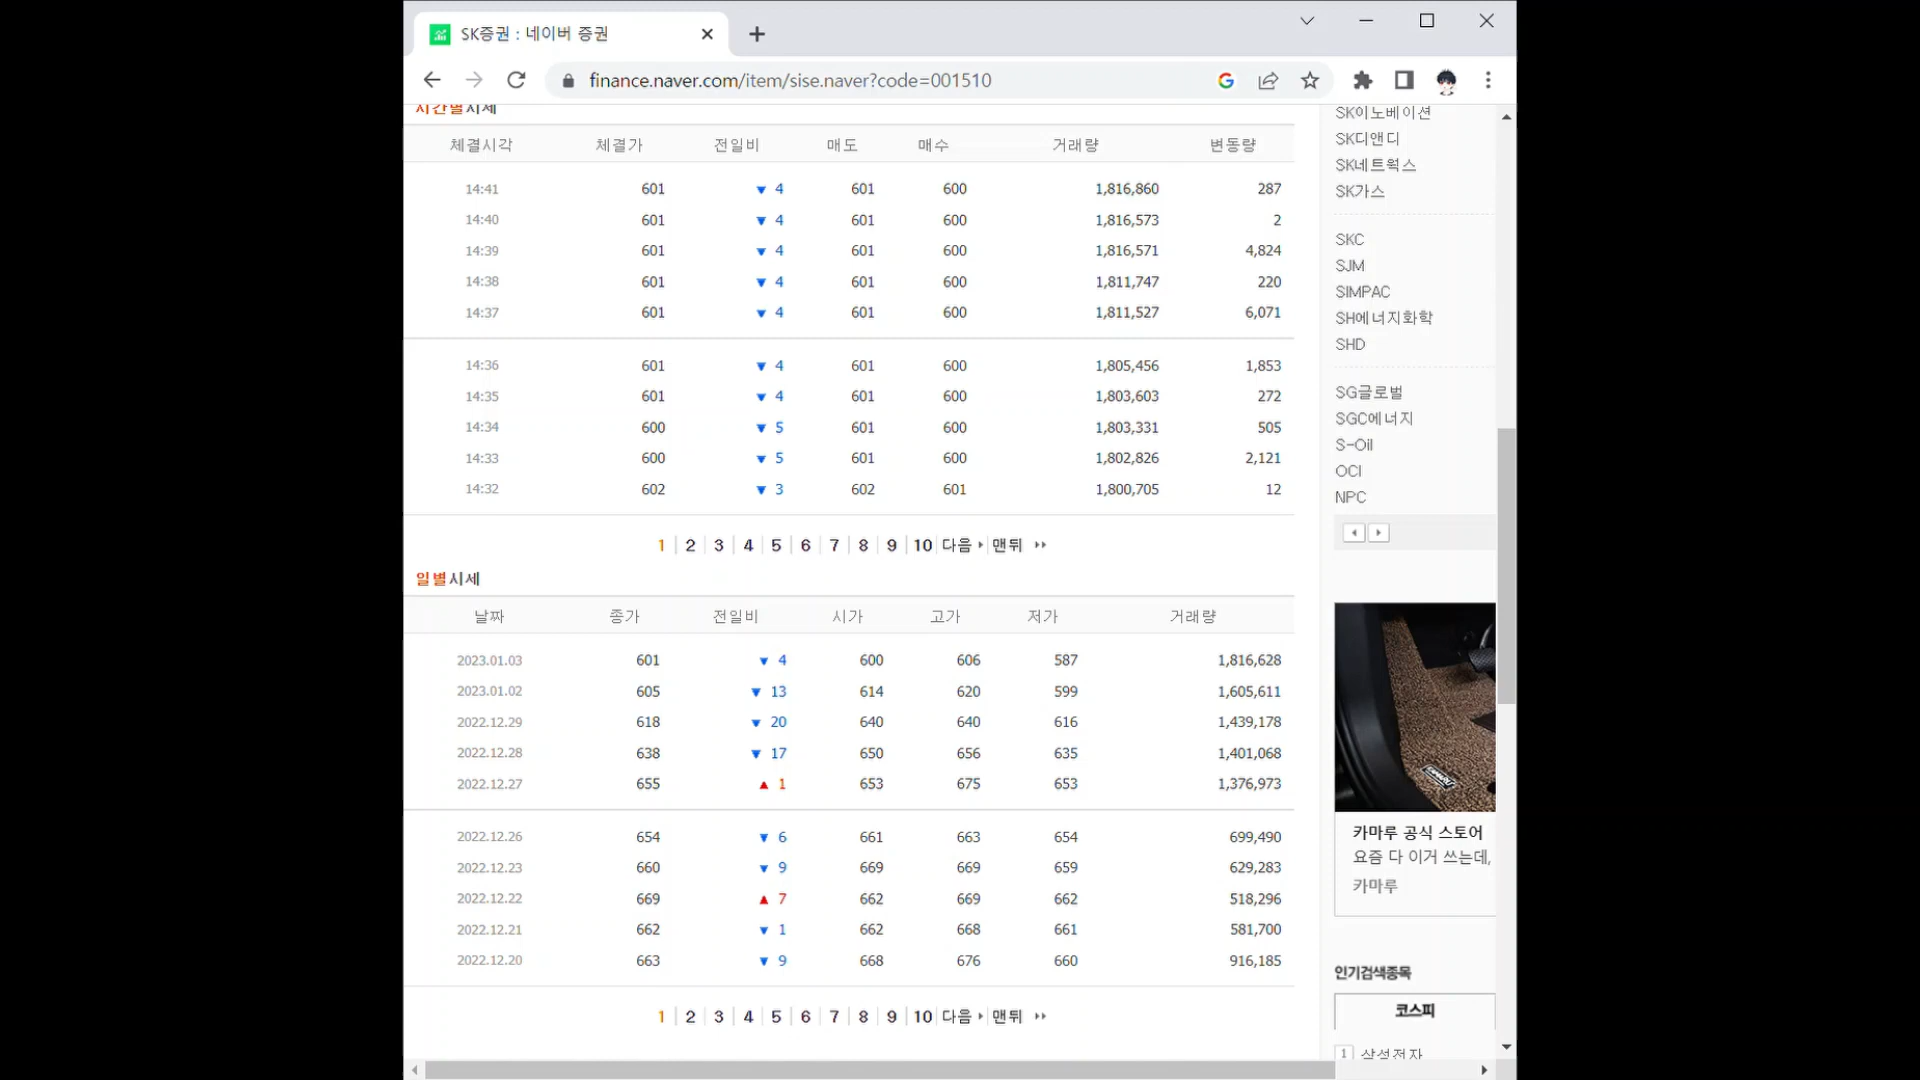 SK증권 : 네이버 증권
finance.naver.com/item/sise.naver?code=001510
시간별시세
체결시각 체결가 전일비 매도 매수 거래량 변동량
14:41 601 ▼ 4 601 600 1,816,860 287
14:40 601 ▼ 4 601 600 1,816,573 2
14:39 601 ▼ 4 601 600 1,816,571 4,824
14:38 601 ▼ 4 601 600 1,811,747 220
14:37 601 ▼ 4 601 600 1,811,527 6,071
14:36 601 ▼ 4 601 600 1,805,456 1,853
14:35 601 ▼ 4 601 600 1,803,603 272
14:34 600 ▼ 5 601 600 1,803,331 505
14:33 600 ▼ 5 601 600 1,802,826 2,121
14:32 602 ▼ 3 602 601 1,800,705 12
1 2 3 4 5 6 7 8 9 10 다음 맨뒤
일별시세
날짜 종가 전일비 시가 고가 저가 거래량
2023.01.03 601 ▼ 4 600 606 587 1,816,628
2023.01.02 605 ▼ 13 614 620 599 1,605,611
2022.12.29 618 ▼ 20 640 640 616 1,439,178
2022.12.28 638 ▼ 17 650 656 635 1,401,068
2022.12.27 655 ▲ 1 653 675 653 1,376,973
2022.12.26 654 ▼ 6 661 663 654 699,490
2022.12.23 660 ▼ 9 669 669 659 629,283
2022.12.22 669 ▲ 7 662 669 662 518,296
2022.12.21 662 ▼ 1 662 668 661 581,700
2022.12.20 663 ▼ 9 668 676 660 916,185
1 2 3 4 5 6 7 8 9 10 다음 맨뒤
SK이노베이션
SK디앤디
SK네트웍스
SK가스
SKC
SJM
SIMPAC
SH에너지화학
SHD
SG글로벌
SGC에너지
S-Oil
OCI
NPC
카마루 공식 스토어
요즘 다 이거 쓰는데,
카마루
인기검색종목
코스피
1 삼성전자